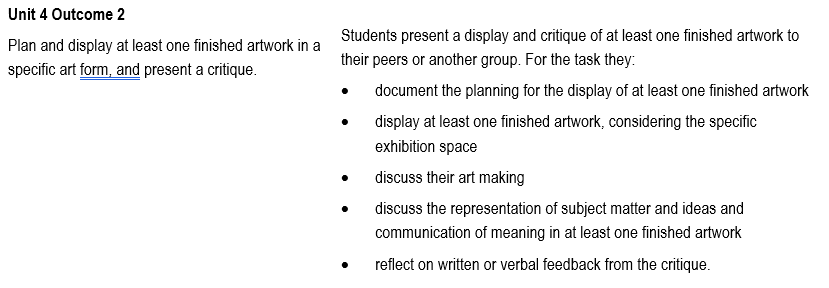 Unit 4 Outcome 2
Plan and display at least one finished artwork in a
specific art form, and present a critique.
Students present a display and critique of at least one finished artwork to
their peers or another group. For the task they:
• document the planning for the display of at least one finished artwork
• display at least one finished artwork, considering the specific
exhibition space
• discuss their art making
• discuss the representation of subject matter and ideas and
communication of meaning in at least one finished artwork
• reflect on written or verbal feedback from the critique.